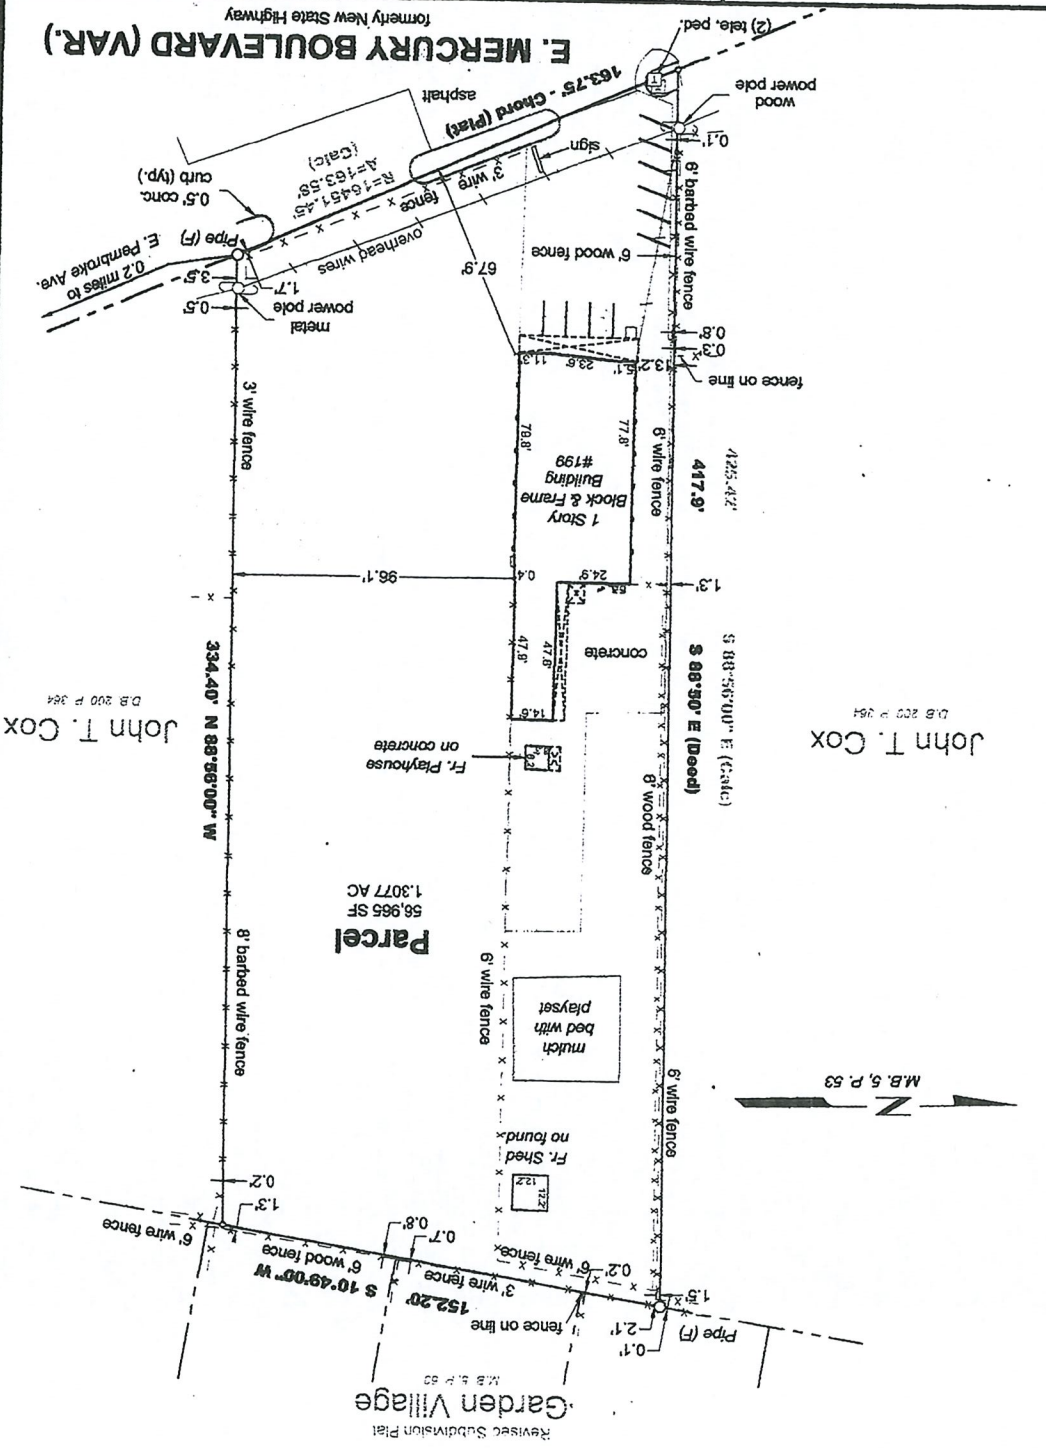 Revised Subdivision Plat
Garden Village
M.B. 5, P. 53
Pipe (F)
0.1'
2.1'
1.5'
fence on line
0.2'
6' wire fence
152.20'
S 10°49'00" W
3' wire fence
0.7'
0.8'
6' wood fence
1.3'
0.2'
6' wire fence
12.2'
12.2'
Fr. Shed
no found
M.B. 5, P. 53
N
6' wire fence
mulch
bed with
playset
6' wire fence
8' barbed wire fence
Parcel
56,965 SF
1.3077 AC
8' wood fence
Fr. Playhouse
on concrete
John T. Cox
D.B. 200 P 364
S 88°56'00" E (Calc)
S 88°50' E (Deed)
425.42'
417.9'
334.40' N 88°56'00" W
John T. Cox
D.B. 200 P 364
14.6'
47.8'
47.9'
concrete
1.3'
24.9'
0.4'
96.1'
1 Story
Block & Frame
Building
#199
77.8'
78.8'
6' wire fence
3' wire fence
fence on line
13.2'
5.1'
23.6'
11.3'
0.3'
0.8'
6' barbed wire fence
6' wood fence
67.9'
metal
power pole
0.5'
1.7'
3.5'
overhead wires
Pipe (F)
0.2 miles to
E. Pembroke Ave.
0.5' conc.
curb (typ.)
3' wire
fence
R=16451.45'
A=163.58'
(Calc)
sign
0.1'
wood
power pole
163.75' - Chord (Plat)
asphalt
(2) tele. ped.
T
E. MERCURY BOULEVARD (VAR.)
formerly New State Highway